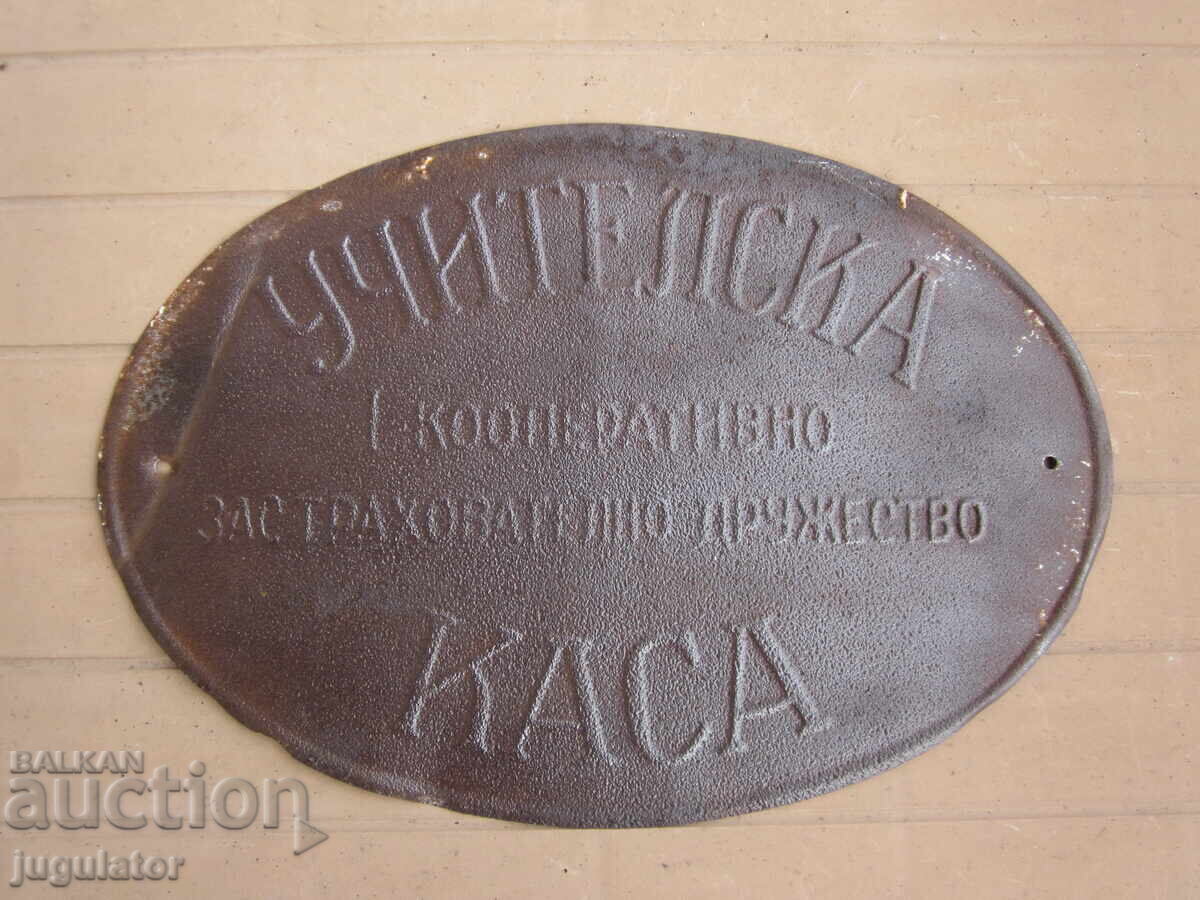 УЧИТЕЛСКА
I-КООПЕРАТИВНО
ЗАСТРАХОВАТЕЛНО ДРУЖЕСТВО
КАСА
BALKAN
auction
jugulator